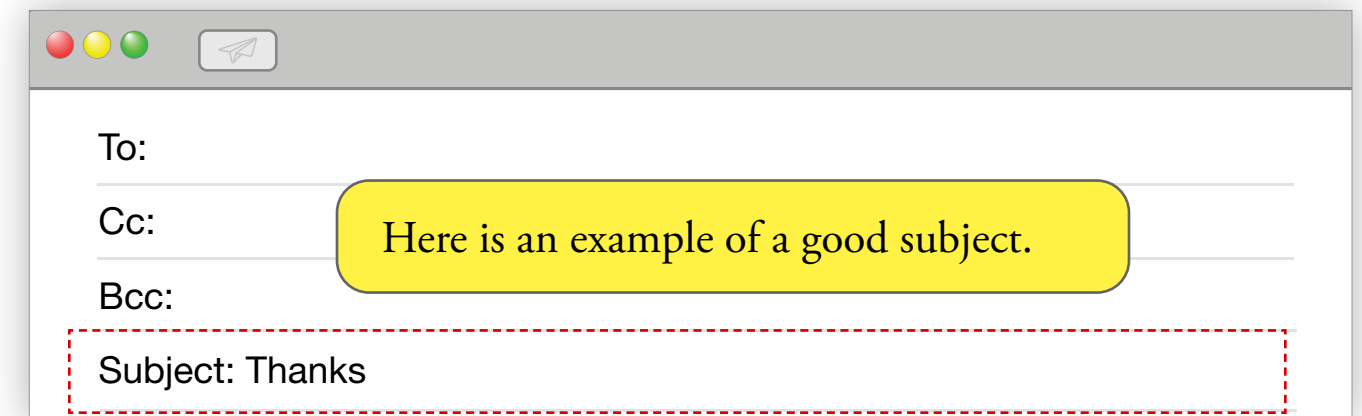 To:
Cc:
Here is an example of a good subject.
Bcc:
Subject: Thanks